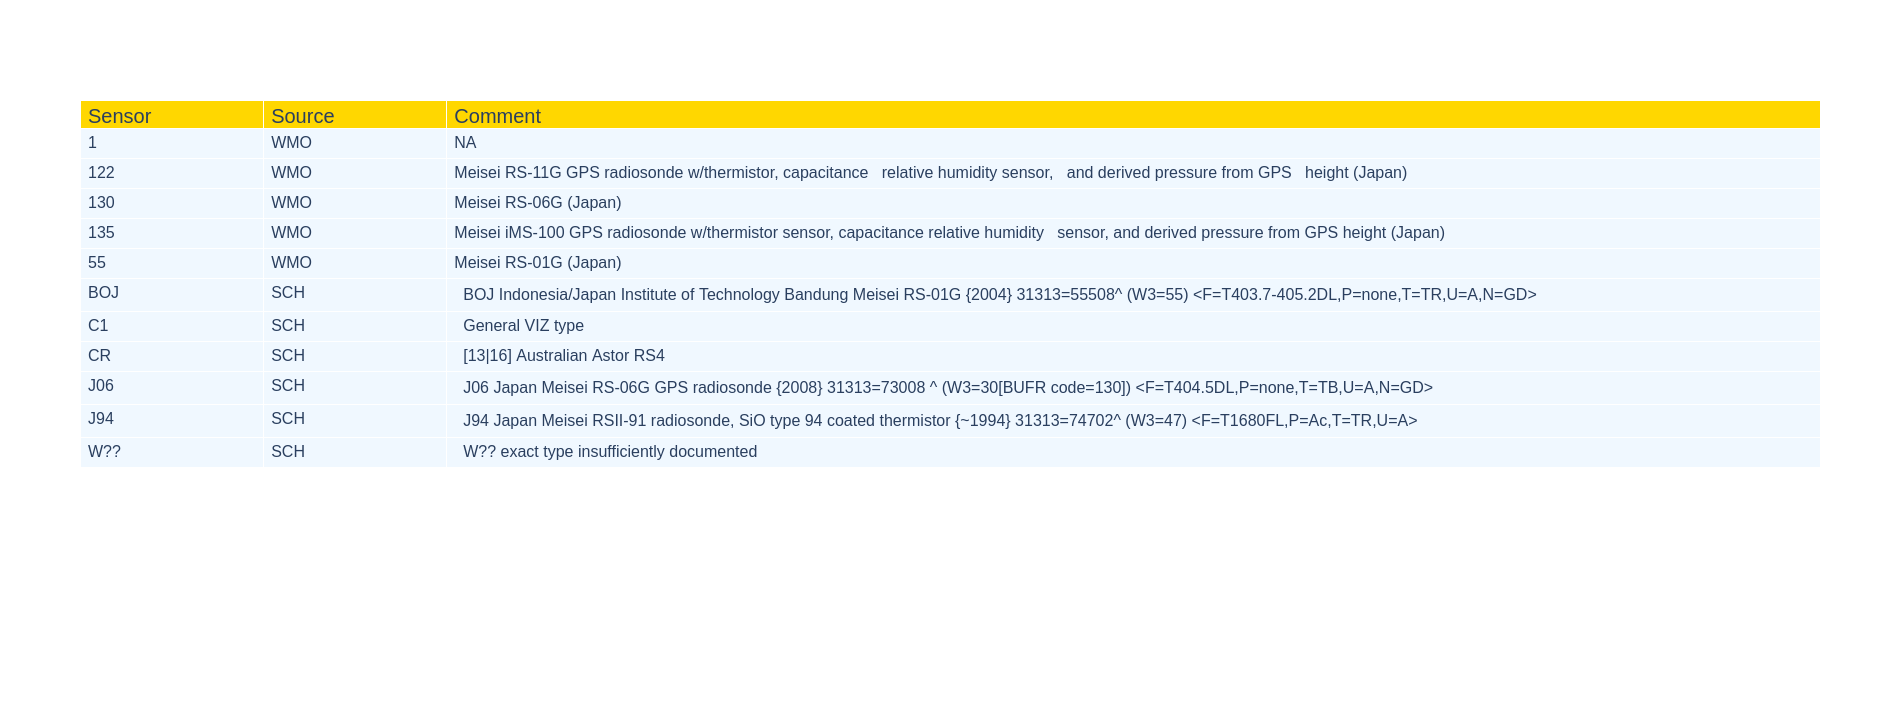 Sensor Source Comment
1 WMO NA
122 WMO Meisei RS-11G GPS radiosonde w/thermistor, capacitance   relative humidity sensor,   and derived pressure from GPS   height (Japan)
130 WMO Meisei RS-06G (Japan)
135 WMO Meisei iMS-100 GPS radiosonde w/thermistor sensor, capacitance relative humidity   sensor, and derived pressure from GPS height (Japan)
55 WMO Meisei RS-01G (Japan)
BOJ SCH BOJ Indonesia/Japan Institute of Technology Bandung Meisei RS-01G {2004} 31313=55508^ (W3=55) <F=T403.7-405.2DL,P=none,T=TR,U=A,N=GD>
C1 SCH General VIZ type
CR SCH [13|16] Australian Astor RS4
J06 SCH J06 Japan Meisei RS-06G GPS radiosonde {2008} 31313=73008 ^ (W3=30[BUFR code=130]) <F=T404.5DL,P=none,T=TB,U=A,N=GD>
J94 SCH J94 Japan Meisei RSII-91 radiosonde, SiO type 94 coated thermistor {~1994} 31313=74702^ (W3=47) <F=T1680FL,P=Ac,T=TR,U=A>
W?? SCH W?? exact type insufficiently documented